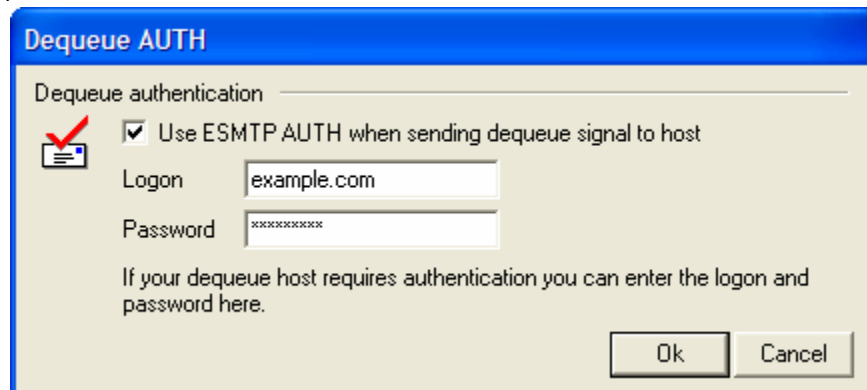 Dequeue AUTH
Dequeue authentication
Use ESMTP AUTH when sending dequeue signal to host
Logon example.com
Password *********
If your dequeue host requires authentication you can enter the logon and
password here.
Ok Cancel